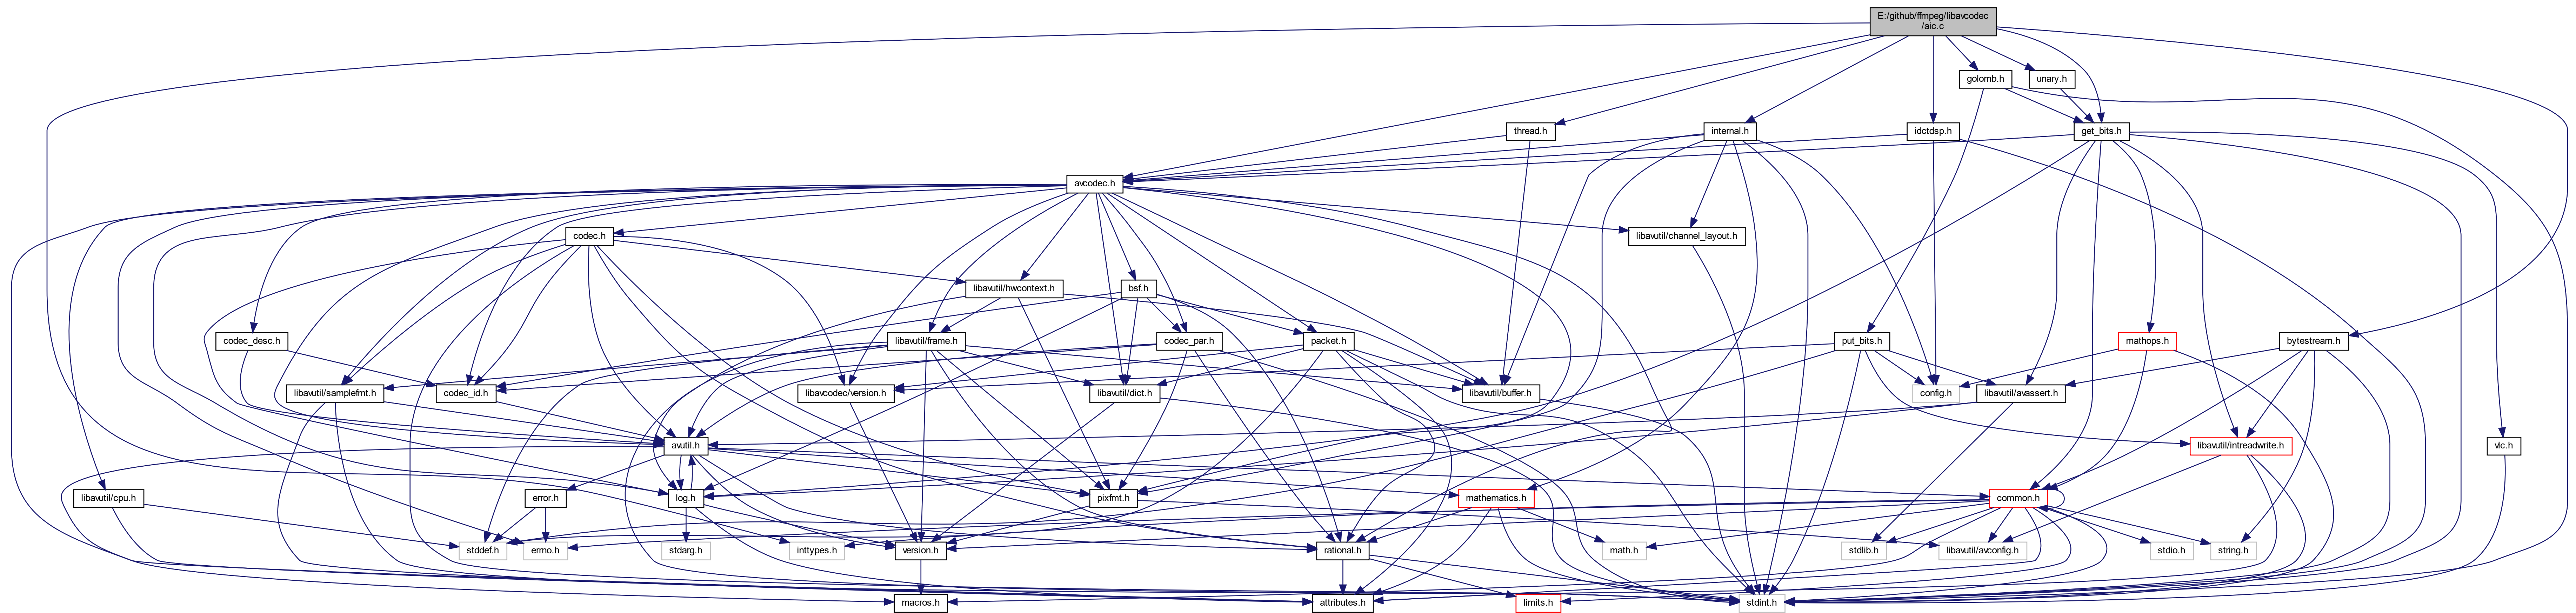 E:/github/ffmpeg/libavcodec
/aic.c
golomb.h
unary.h
thread.h
internal.h
idctdsp.h
get_bits.h
avcodec.h
codec.h
libavutil/channel_layout.h
libavutil/hwcontext.h
bsf.h
codec_desc.h
libavutil/frame.h
codec_par.h
packet.h
put_bits.h
mathops.h
bytestream.h
libavutil/samplefmt.h
codec_id.h
libavcodec/version.h
libavutil/dict.h
libavutil/buffer.h
config.h
libavutil/avassert.h
avutil.h
libavutil/intreadwrite.h
vlc.h
libavutil/cpu.h
error.h
log.h
pixfmt.h
mathematics.h
common.h
stddef.h
errno.h
stdarg.h
inttypes.h
version.h
rational.h
math.h
stdlib.h
libavutil/avconfig.h
stdio.h
string.h
macros.h
attributes.h
limits.h
stdint.h